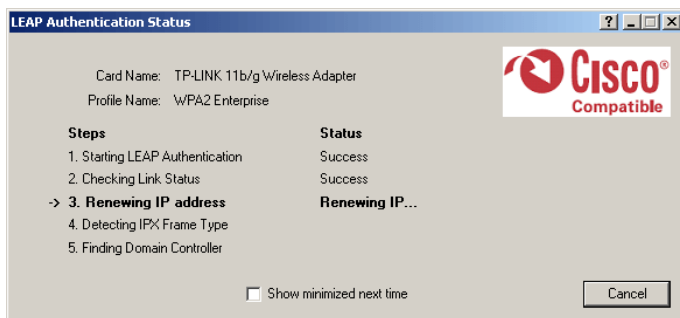 LEAP Authentication Status
Card Name: TP-LINK 11b/g Wireless Adapter
Profile Name: WPA2 Enterprise
CISCO®
Compatible
Steps Status
1. Starting LEAP Authentication Success
2. Checking Link Status Success
-> 3. Renewing IP address Renewing IP...
4. Detecting IPX Frame Type
5. Finding Domain Controller
Show minimized next time Cancel